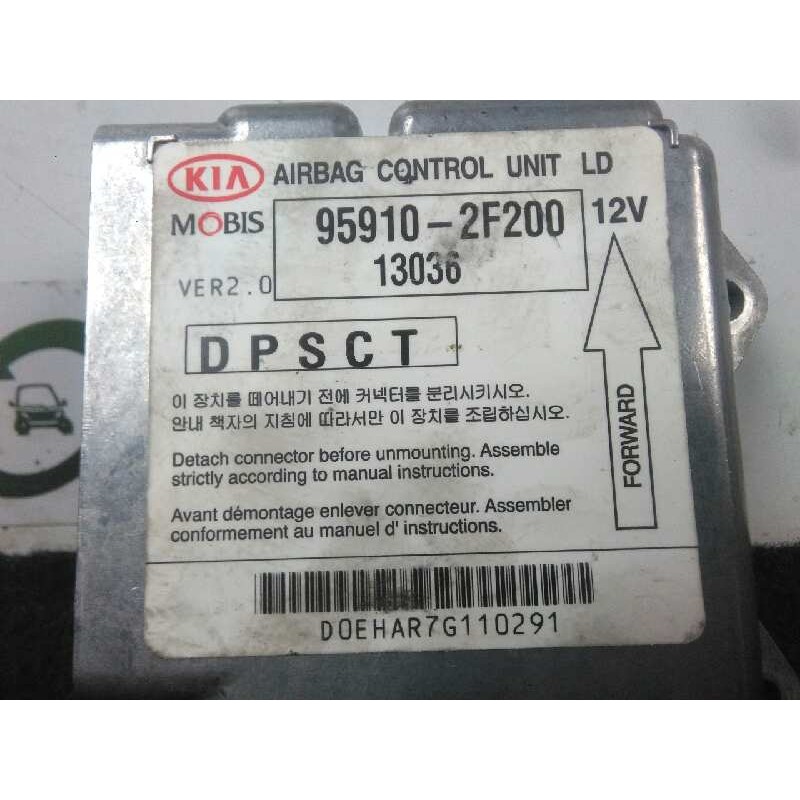 KIA AIRBAG CONTROL UNIT LD
MOBIS 95910-2F200 12V
VER2.0 13036
DPSCT
이 장치를 떼어내기 전에 커넥터를 분리시키시오.
안내 책자의 지침에 따라서만 이 장치를 조립하십시오.
FORWARD
Detach connector before unmounting. Assemble
strictly according to manual instructions.
Avant démontage enlever connecteur. Assembler
conformement au manuel d' instructions.
D0EHAR7G110291